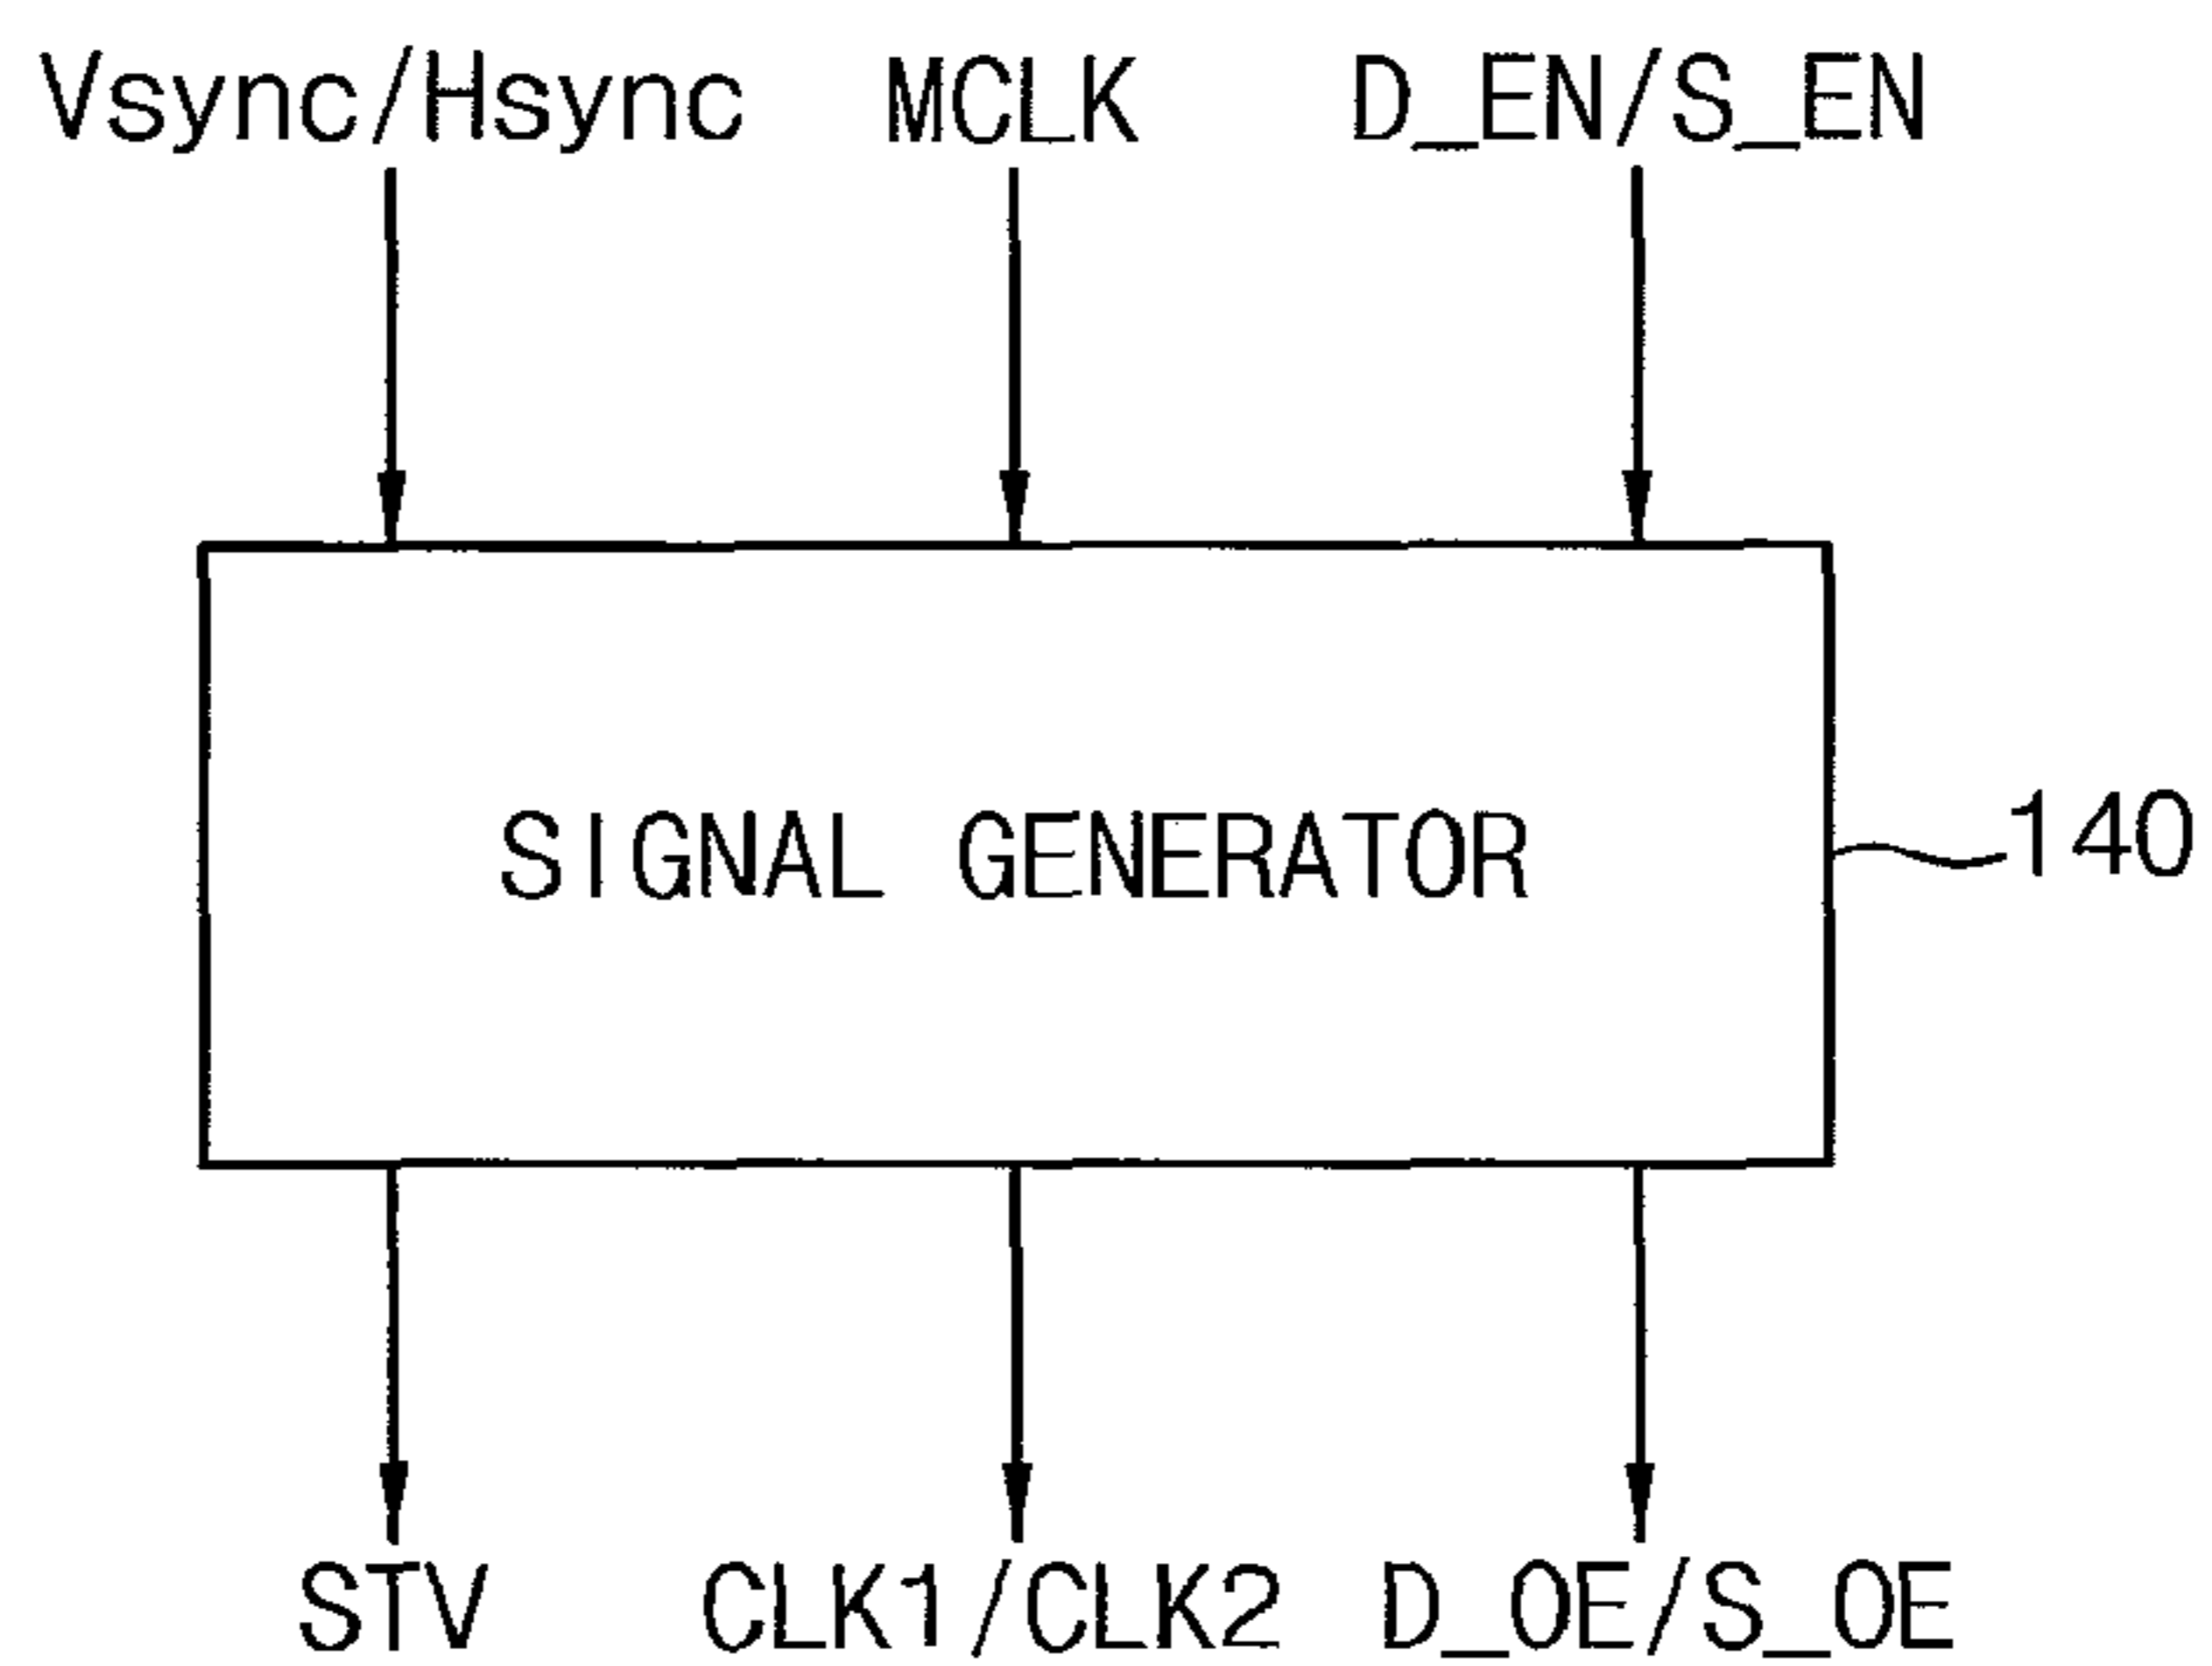 Vsync/Hsync MCLK D_EN/S_EN
SIGNAL GENERATOR
140
STV CLK1/CLK2 D_OE/S_OE